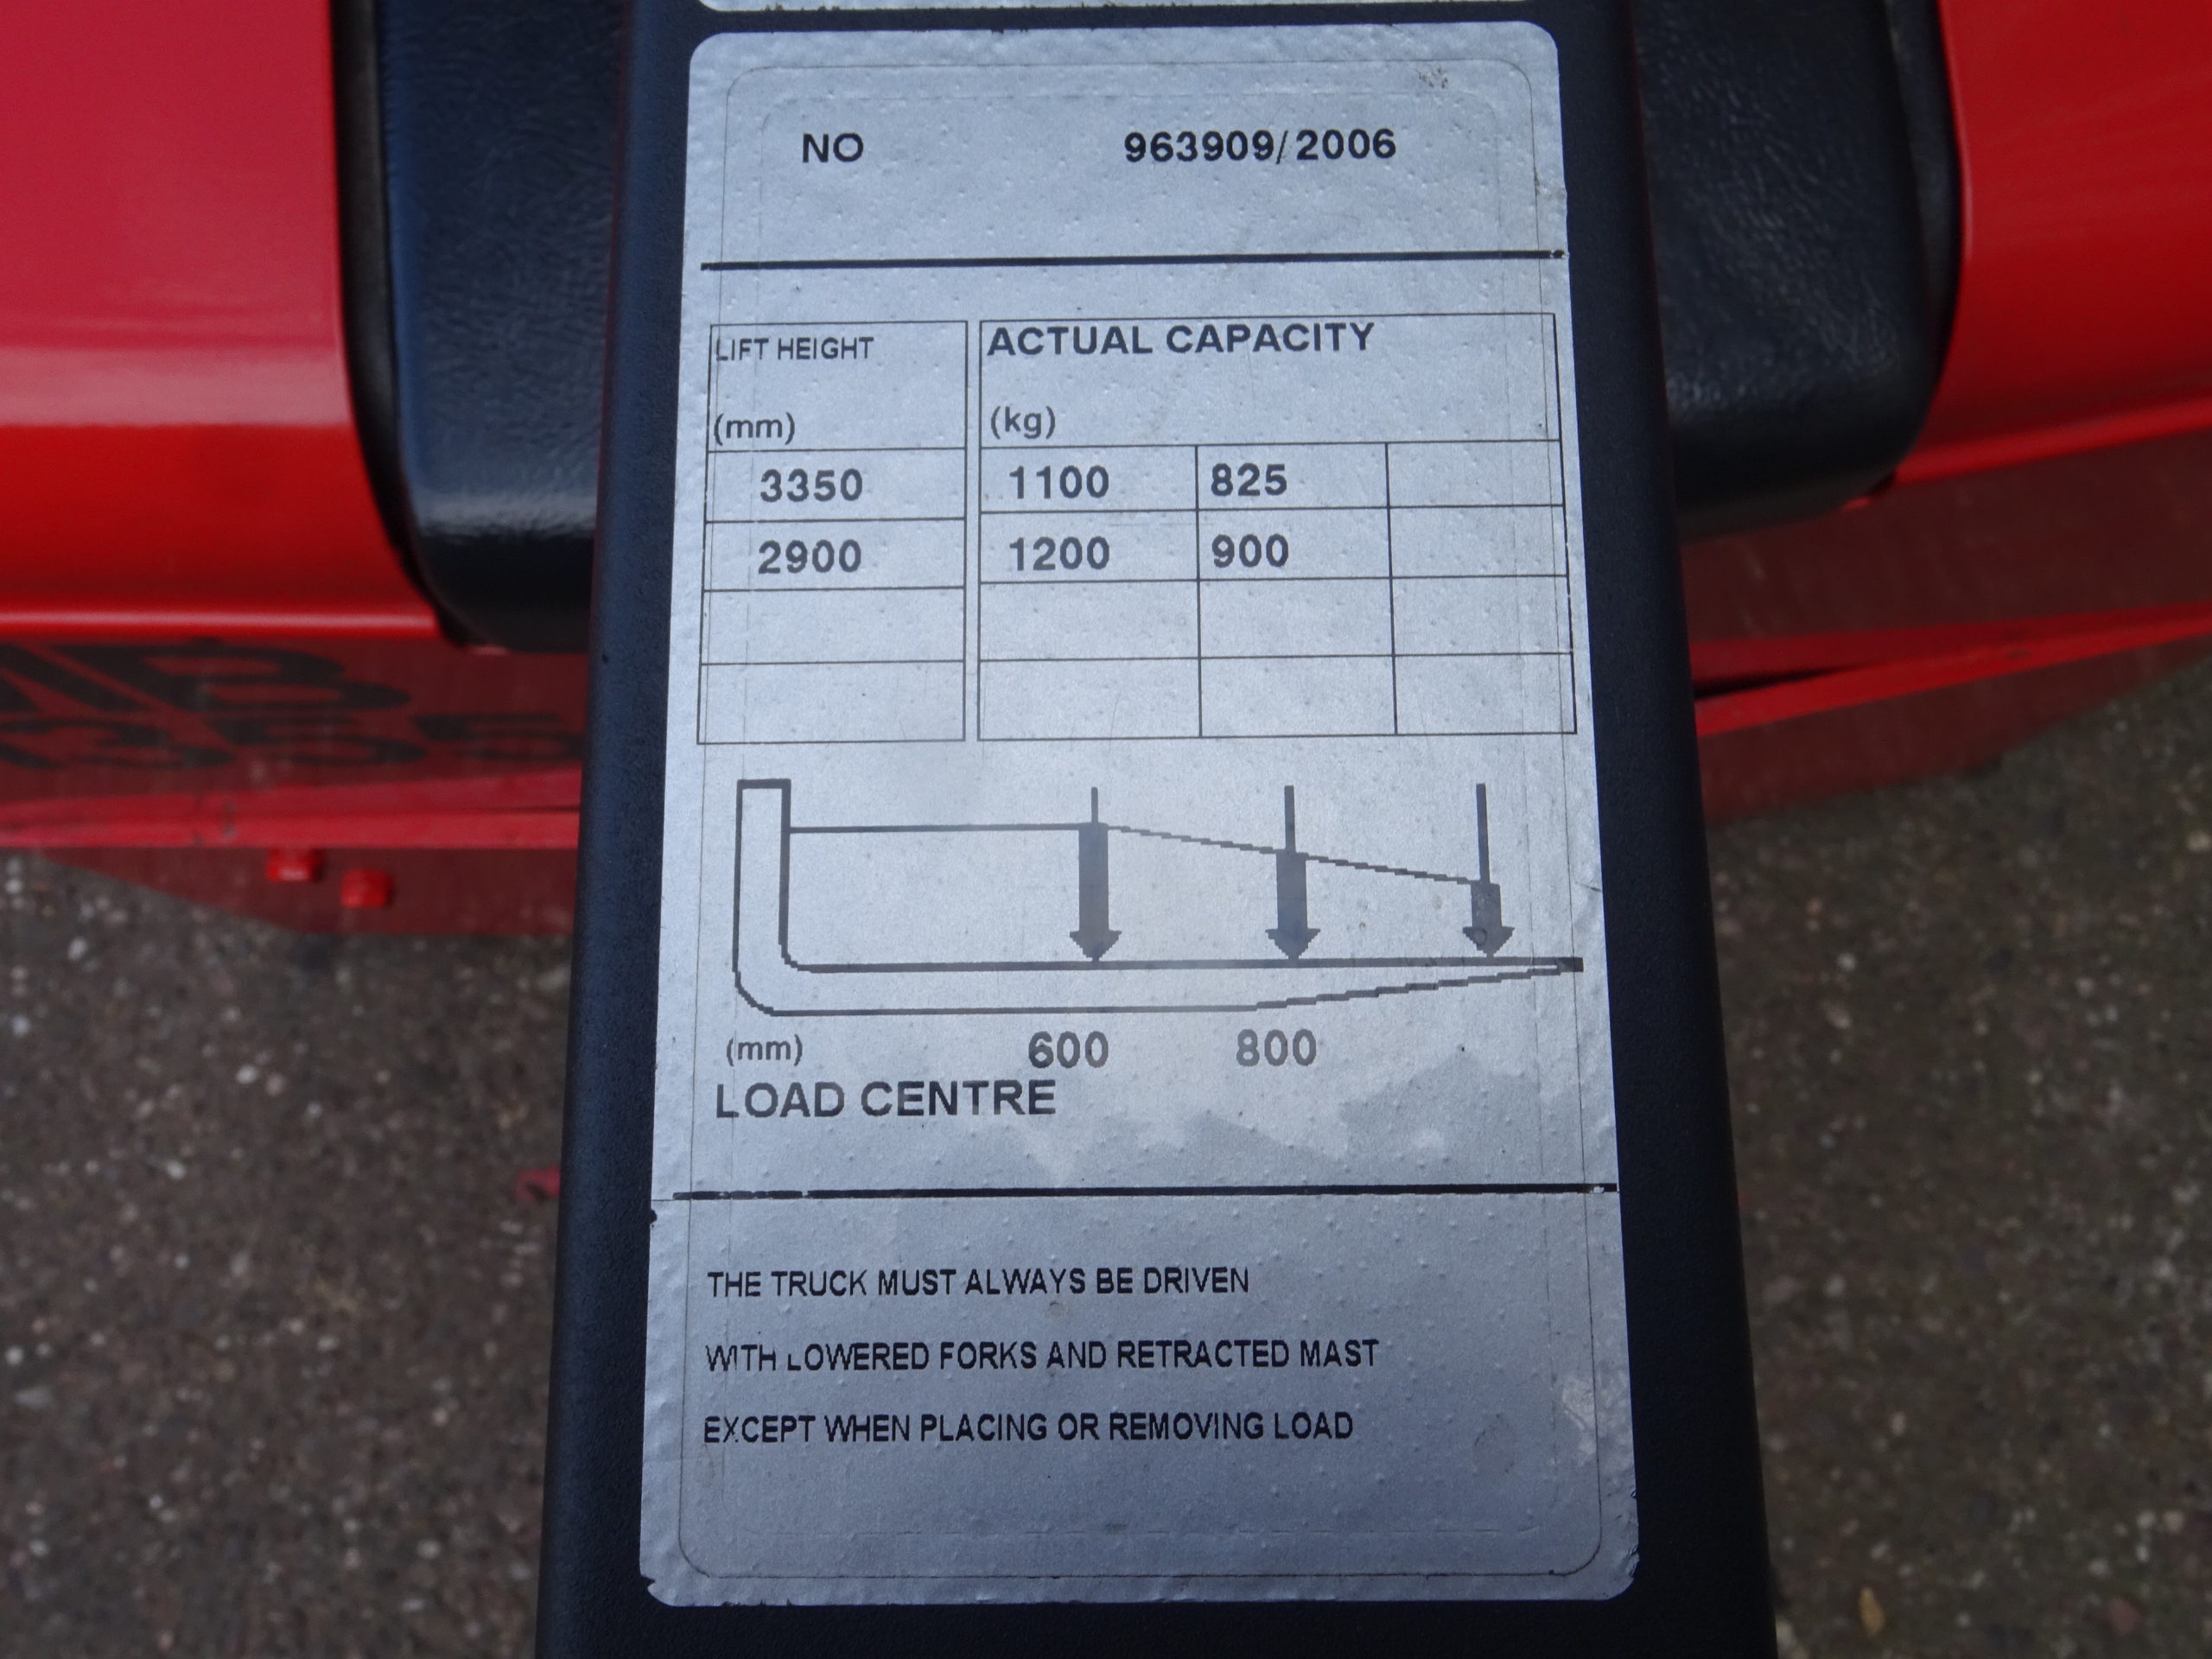 NO 963909/2006
LIFT HEIGHT ACTUAL CAPACITY
(mm) (kg)
3350 1100 825
2900 1200 900
(mm) 600 800
LOAD CENTRE
THE TRUCK MUST ALWAYS BE DRIVEN
WITH LOWERED FORKS AND RETRACTED MAST
EXCEPT WHEN PLACING OR REMOVING LOAD